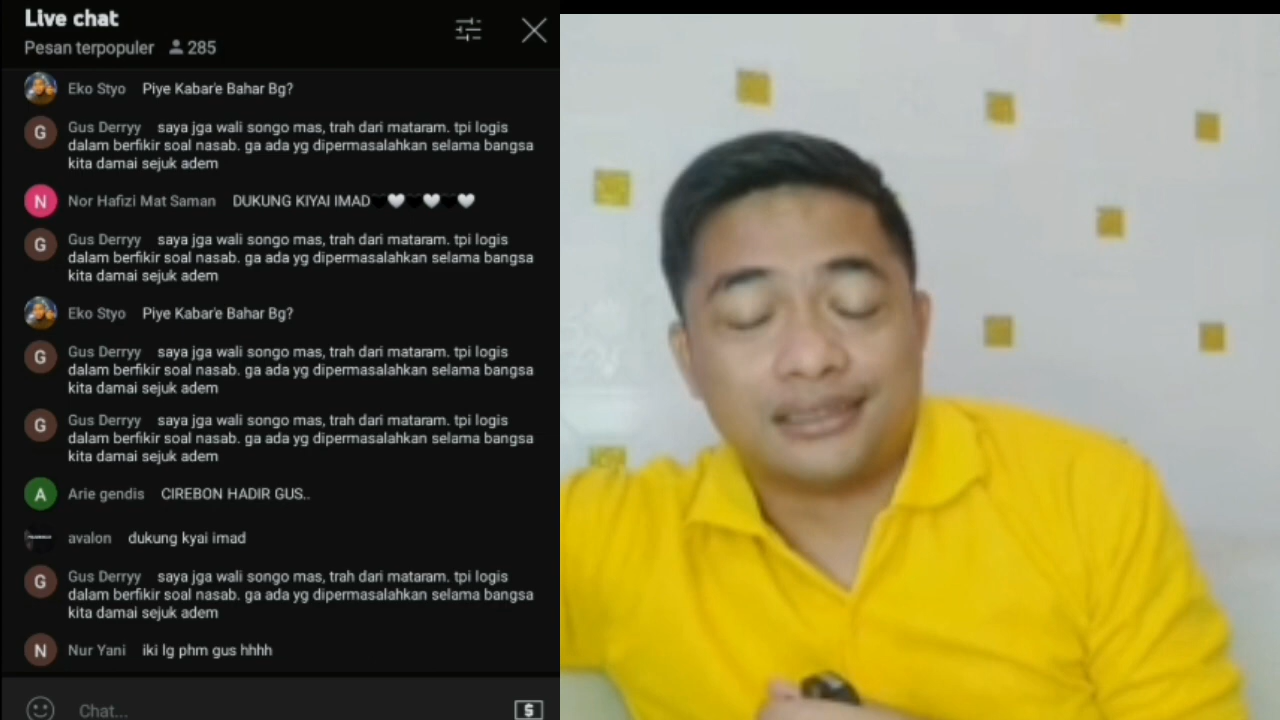 Live chat
Pesan terpopuler 285
Eko Styo Piye Kabar'e Bahar Bg?
G Gus Derryy saya jga wali songo mas, trah dari mataram. tpi logis
dalam berfikir soal nasab. ga ada yg dipermasalahkan selama bangsa
kita damai sejuk adem
N Nor Hafizi Mat Saman DUKUNG KIYAI IMAD🖤🤍🖤🤍🖤🤍
G Gus Derryy saya jga wali songo mas, trah dari mataram. tpi logis
dalam berfikir soal nasab. ga ada yg dipermasalahkan selama bangsa
kita damai sejuk adem
Eko Styo Piye Kabar'e Bahar Bg?
G Gus Derryy saya jga wali songo mas, trah dari mataram. tpi logis
dalam berfikir soal nasab. ga ada yg dipermasalahkan selama bangsa
kita damai sejuk adem
G Gus Derryy saya jga wali songo mas, trah dari mataram. tpi logis
dalam berfikir soal nasab. ga ada yg dipermasalahkan selama bangsa
kita damai sejuk adem
A Arie gendis CIREBON HADIR GUS..
avalon dukung kyai imad
G Gus Derryy saya jga wali songo mas, trah dari mataram. tpi logis
dalam berfikir soal nasab. ga ada yg dipermasalahkan selama bangsa
kita damai sejuk adem
N Nur Yani iki lg phm gus hhhh
Chat... $